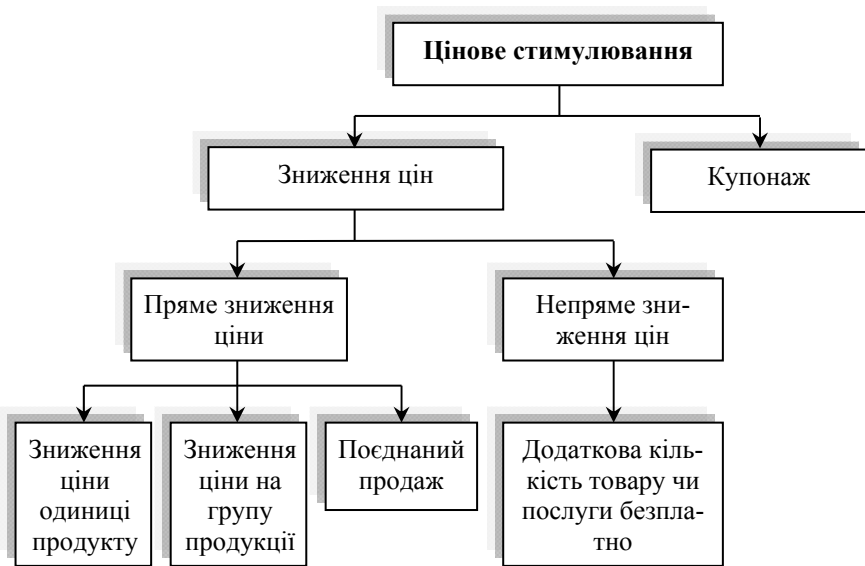 Цінове стимулювання
Зниження цін
Купонаж
Пряме зниження
ціни
Непряме зни-
ження цін
Зниження
ціни
одиниці
продукту
Зниження
ціни на
групу
продукції
Поєднаний
продаж
Додаткова кіль-
кість товару чи
послуги безпла-
тно